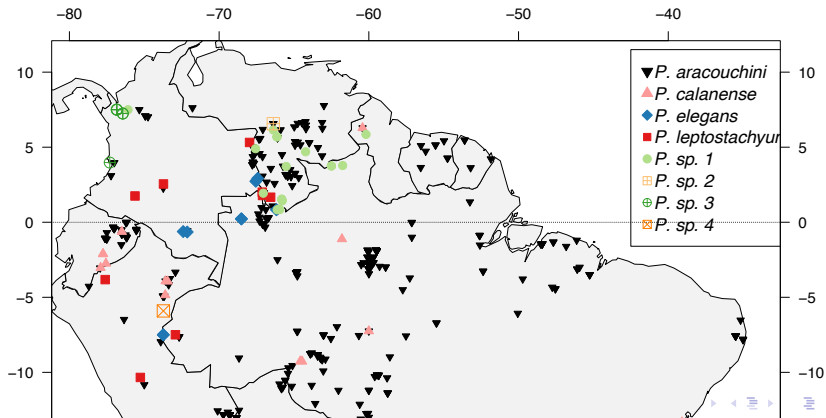 −80 −70 −60 −50 −40
10 10
P. aracouchini
P. calanense
P. elegans
P. leptostachyur
5 5
P. sp. 1
P. sp. 2
P. sp. 3
P. sp. 4
0 0
−5 −5
−10 −10